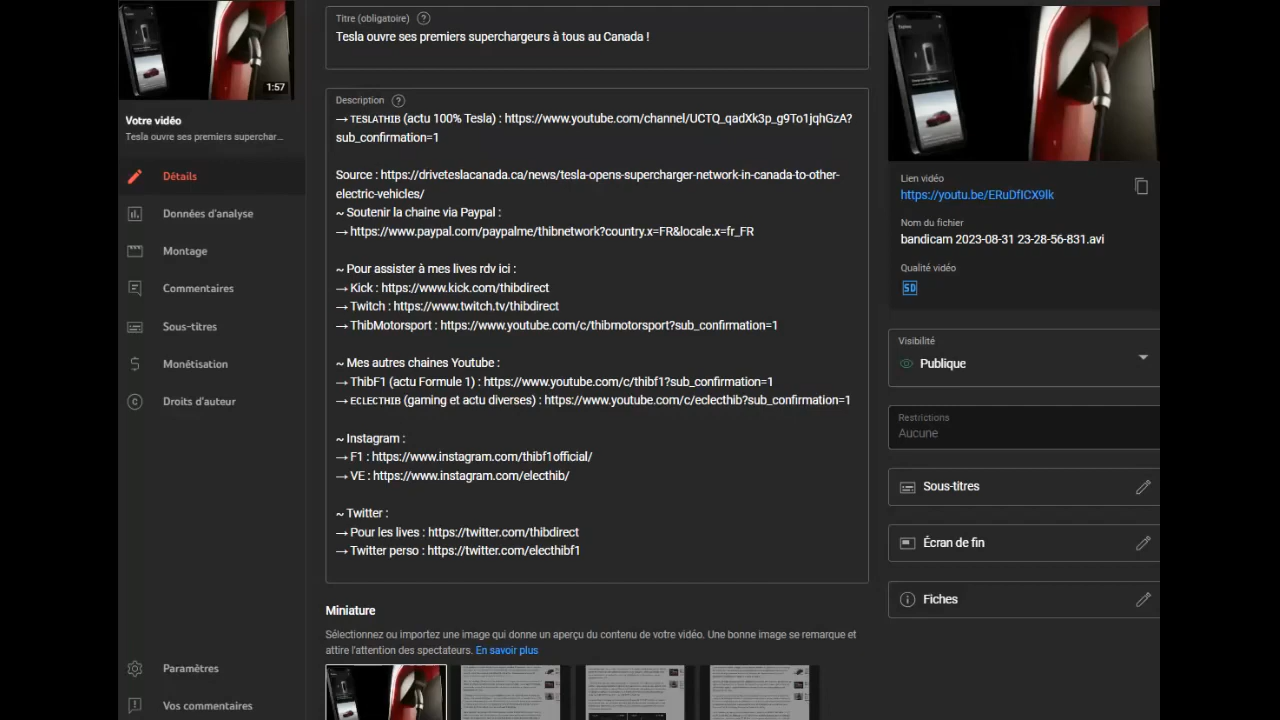 1:57
Votre vidéo
Tesla ouvre ses premiers superchar...
Détails
Données d'analyse
Montage
Commentaires
Sous-titres
Monétisation
Droits d'auteur
Paramètres
Vos commentaires
Titre (obligatoire)
Tesla ouvre ses premiers superchargeurs à tous au Canada !
Description
→ TESLATHIB (actu 100% Tesla) : https://www.youtube.com/channel/UCTQ_qadXk3p_g9To1jqhGzA?
sub_confirmation=1
Source : https://driveteslacanada.ca/news/tesla-opens-supercharger-network-in-canada-to-other-
electric-vehicles/
~ Soutenir la chaine via Paypal :
→ https://www.paypal.com/paypalme/thibnetwork?country.x=FR&locale.x=fr_FR
~ Pour assister à mes lives rdv ici :
→ Kick : https://www.kick.com/thibdirect
→ Twitch : https://www.twitch.tv/thibdirect
→ ThibMotorsport : https://www.youtube.com/c/thibmotorsport?sub_confirmation=1
~ Mes autres chaines Youtube :
→ ThibF1 (actu Formule 1) : https://www.youtube.com/c/thibf1?sub_confirmation=1
→ ECLECTHIB (gaming et actu diverses) : https://www.youtube.com/c/eclecthib?sub_confirmation=1
~ Instagram :
→ F1 : https://www.instagram.com/thibf1official/
→ VE : https://www.instagram.com/electhib/
~ Twitter :
→ Pour les lives : https://twitter.com/thibdirect
→ Twitter perso : https://twitter.com/electhibf1
Miniature
Sélectionnez ou importez une image qui donne un aperçu du contenu de votre vidéo. Une bonne image se remarque et
attire l'attention des spectateurs. En savoir plus
Lien vidéo
https://youtu.be/ERuDfICX9lk
Nom du fichier
bandicam 2023-08-31 23-28-56-831.avi
Qualité vidéo
SD
Visibilité
Publique
Restrictions
Aucune
Sous-titres
Écran de fin
Fiches